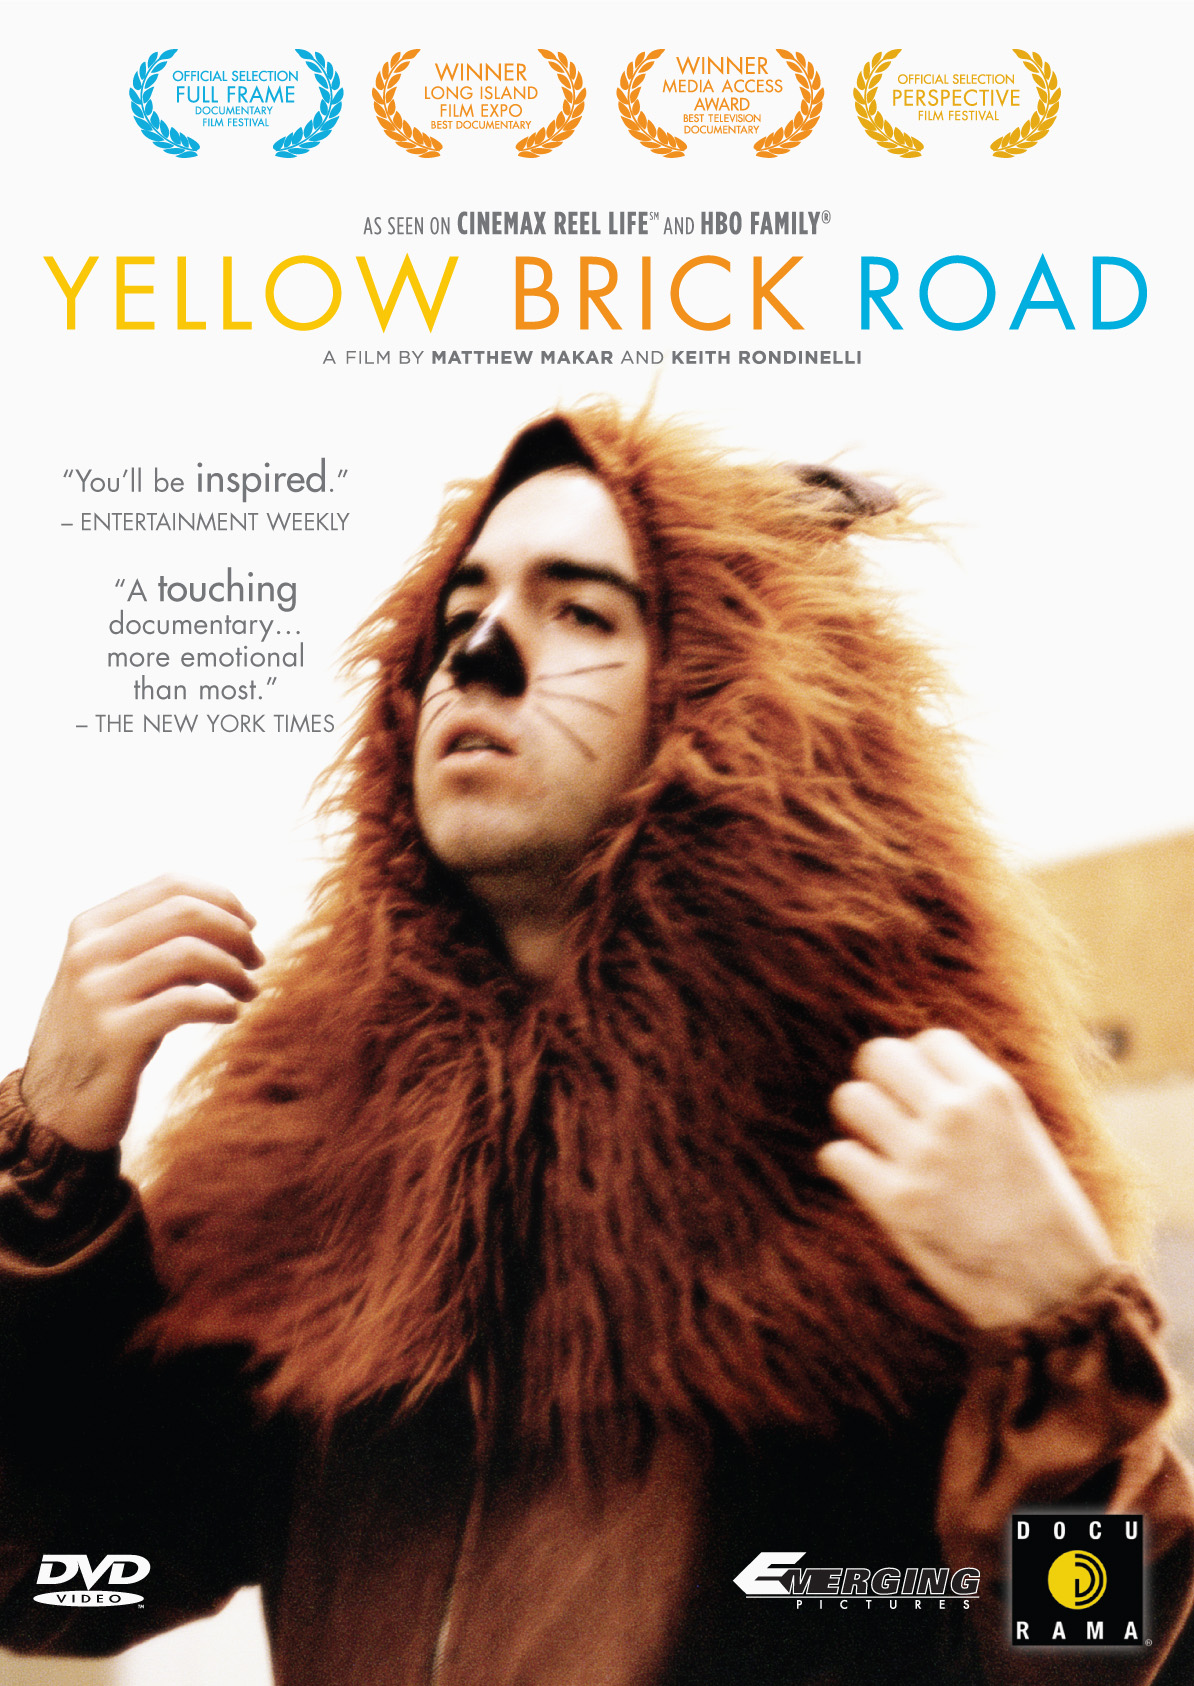 OFFICIAL SELECTION
FULL FRAME
DOCUMENTARY
FILM FESTIVAL
WINNER
LONG ISLAND
FILM EXPO
BEST DOCUMENTARY
WINNER
MEDIA ACCESS
AWARD
BEST TELEVISION
DOCUMENTARY
OFFICIAL SELECTION
PERSPECTIVE
FILM FESTIVAL
AS SEEN ON CINEMAX REEL LIFE℠ AND HBO FAMILY®
YELLOW BRICK ROAD
A FILM BY MATTHEW MAKAR AND KEITH RONDINELLI
“You’ll be inspired.”
– ENTERTAINMENT WEEKLY
“A touching
documentary...
more emotional
than most.”
– THE NEW YORK TIMES
DVD
VIDEO™
EMERGING
PICTURES
DOCU
RAMA®